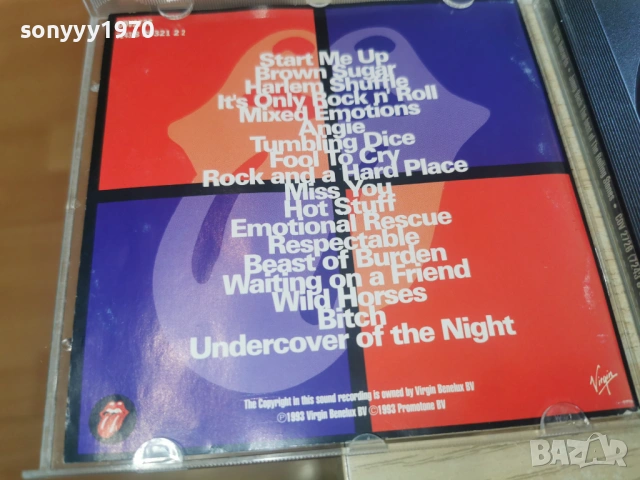 sonyyy1970
321 2 2
Start Me Up
Brown Sugar
Harlem Shuffle
It's Only Rock n' Roll
Mixed Emotions
Angie
Tumbling Dice
Fool To Cry
Rock and a Hard Place
Miss You
Hot Stuff
Emotional Rescue
Respectable
Beast of Burden
Waiting on a Friend
Wild Horses
Bitch
Undercover of the Night
The Copyright in this sound recording is owned by Virgin Benelux BV
℗1993 Virgin Benelux BV ©1993 Promotone BV
Virgin
BAZAR